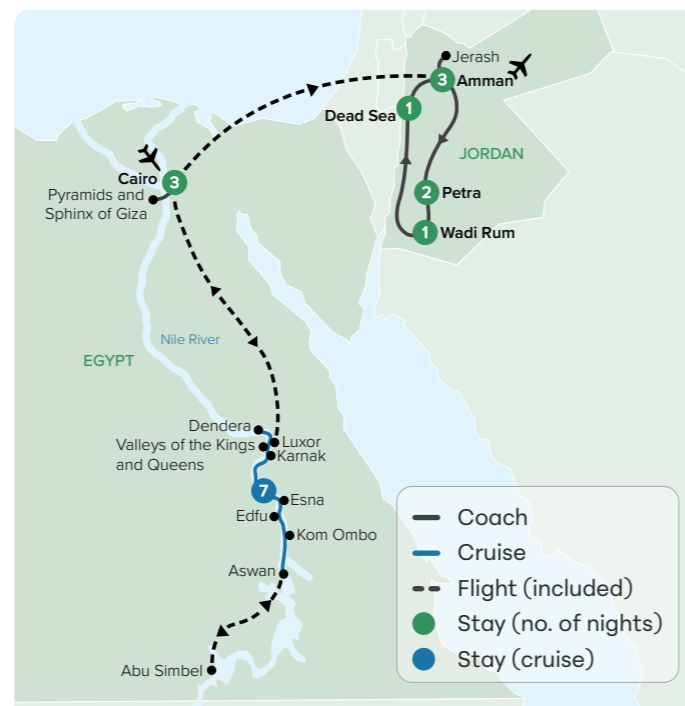 Jerash
3 Amman
1
Dead Sea
JORDAN
Cairo 3
Pyramids and
Sphinx of Giza
2 Petra
1 Wadi Rum
Nile River
EGYPT
Dendera
Luxor
Valleys of the Kings
and Queens
Karnak
7
Esna
Edfu
Kom Ombo
Aswan
Abu Simbel
Coach
Cruise
Flight (included)
Stay (no. of nights)
Stay (cruise)